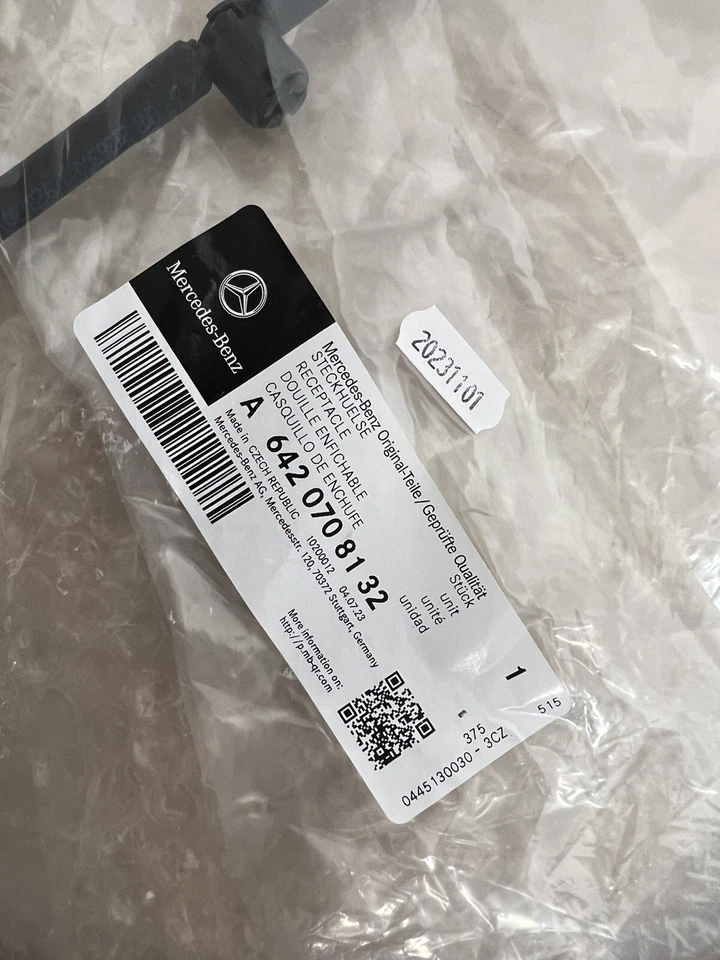 Mercedes-Benz
Mercedes-Benz Original-Teile/Geprüfte Qualität
STECKHUELSE
RECEPTACLE
DOUILLE ENFICHABLE
CASQUILLO DE ENCHUFE
Stück
unit
unité
unidad
1
A 642 070 81 32
Made in CZECH REPUBLIC 10200012 04.07.23
Mercedes-Benz AG, Mercedesstr. 120, 70372 Stuttgart, Germany
More information on:
http://p.mb-qr.com
515
375
0445130030 - 3CZ
20231101